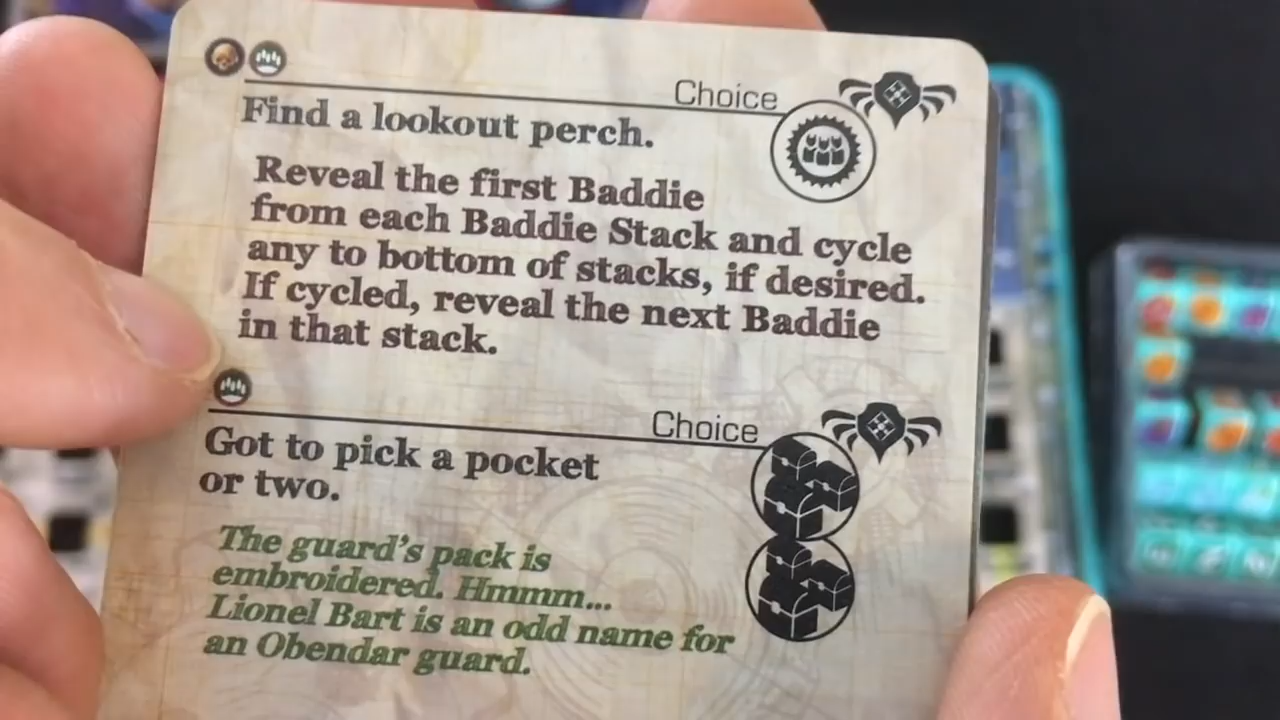 Choice
Find a lookout perch.
Reveal the first Baddie
from each Baddie Stack and cycle
any to bottom of stacks, if desired.
If cycled, reveal the next Baddie
in that stack.
Choice
Got to pick a pocket
or two.
The guard's pack is
embroidered. Hmmm...
Lionel Bart is an odd name for
an Obendar guard.